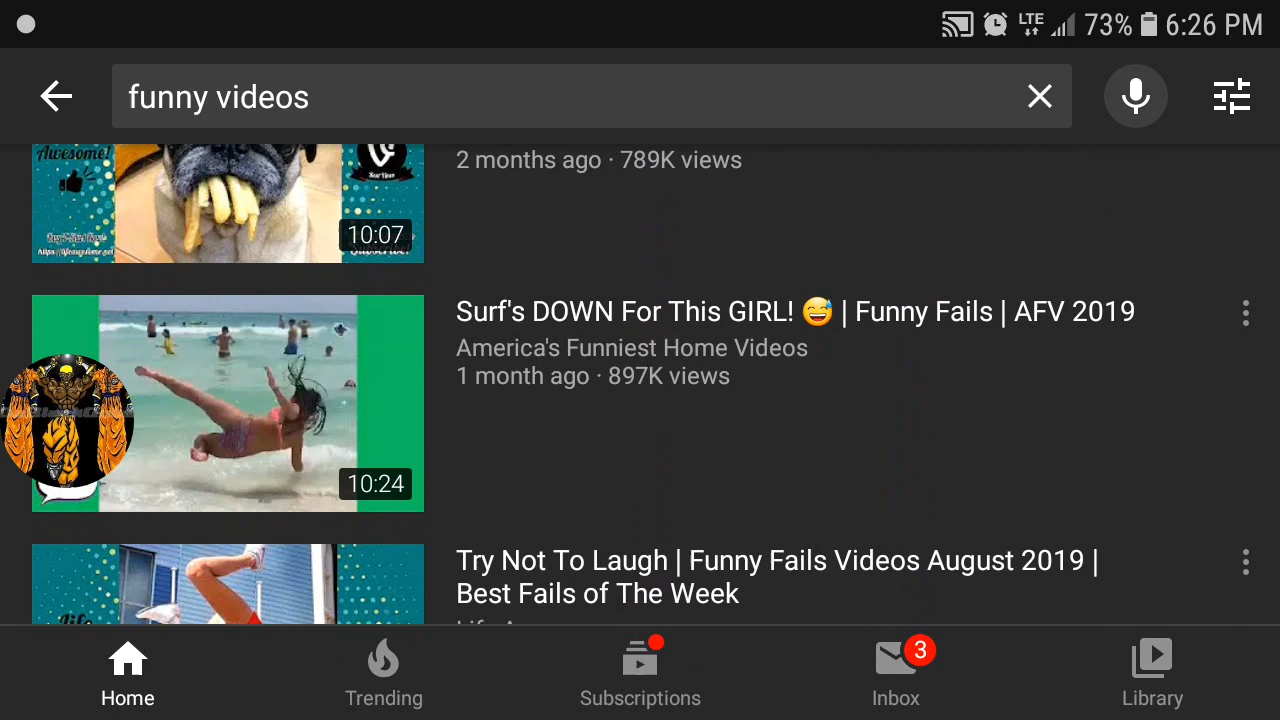 LTE 73% 6:26 PM
funny videos
Awesome!
2 months ago · 789K views
10:07
Surf's DOWN For This GIRL! 😅 | Funny Fails | AFV 2019
America's Funniest Home Videos
1 month ago · 897K views
10:24
Try Not To Laugh | Funny Fails Videos August 2019 |
Best Fails of The Week
3
Home
Trending
Subscriptions
Inbox
Library